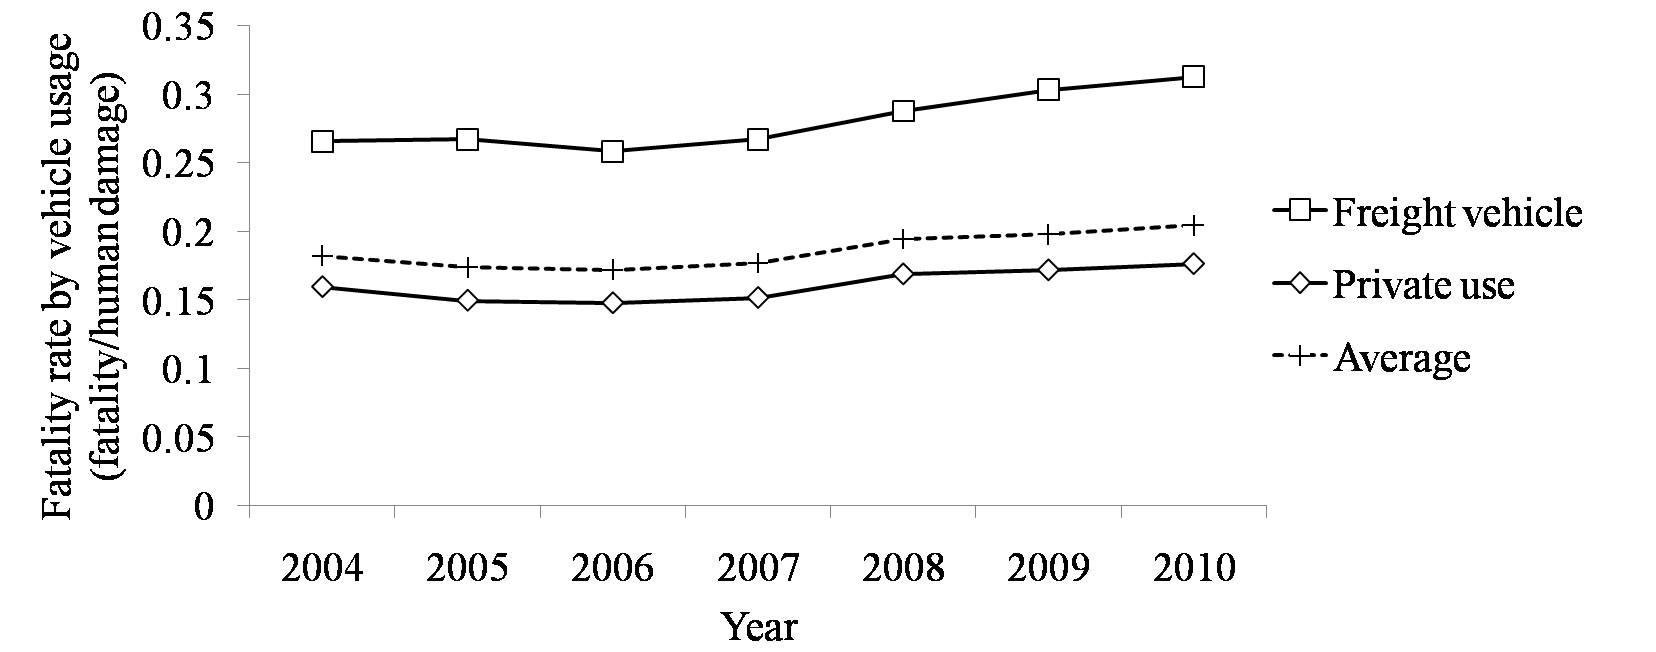 Fatality rate by vehicle usage
(fatality/human damage)
0.35
0.3
0.25
0.2
0.15
0.1
0.05
0
2004 2005 2006 2007 2008 2009 2010
Year
Freight vehicle
Private use
Average